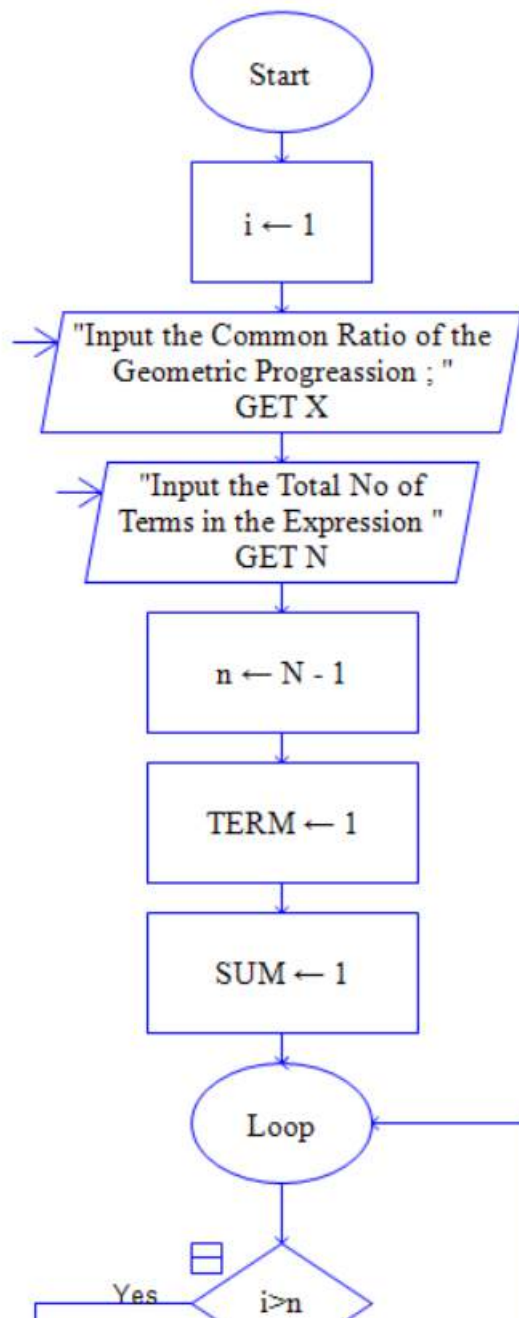 Start
i ← 1
"Input the Common Ratio of the
Geometric Progreassion ; "
GET X
"Input the Total No of
Terms in the Expression "
GET N
n ← N - 1
TERM ← 1
SUM ← 1
Loop
Yes
i>n